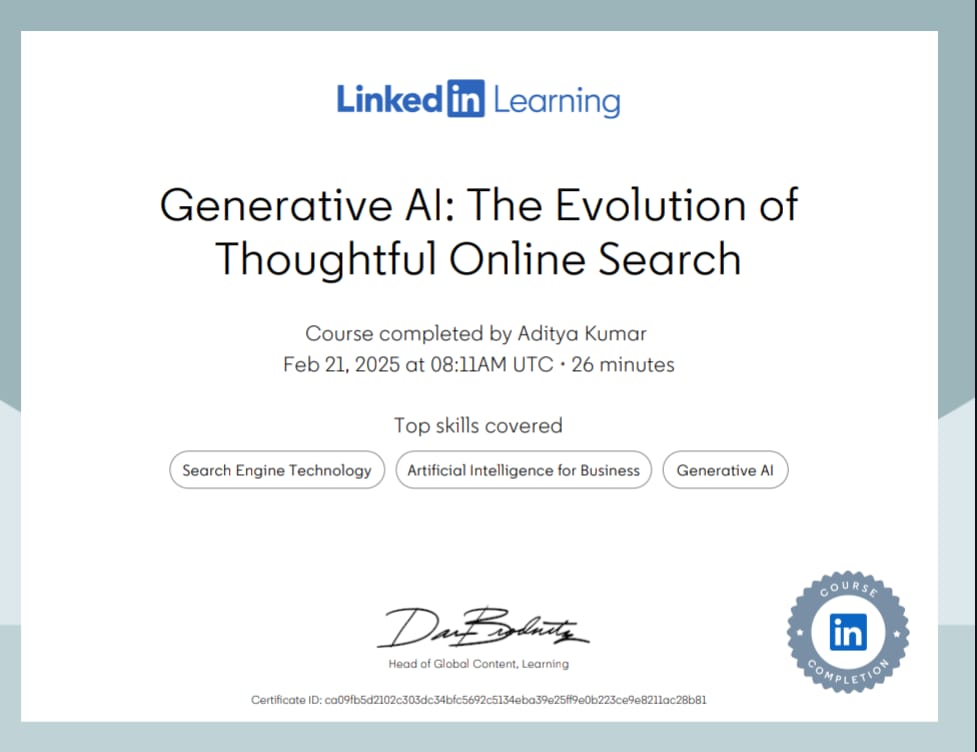 Linked in Learning
Generative AI: The Evolution of
Thoughtful Online Search
Course completed by Aditya Kumar
Feb 21, 2025 at 08:11AM UTC • 26 minutes
Top skills covered
Search Engine Technology
Artificial Intelligence for Business
Generative AI
Head of Global Content, Learning
COURSE
in
COMPLETION
Certificate ID: ca09fb5d2102c303dc34bfc5692c5134eba39e25ff9e0b223ce9e8211ac28b81